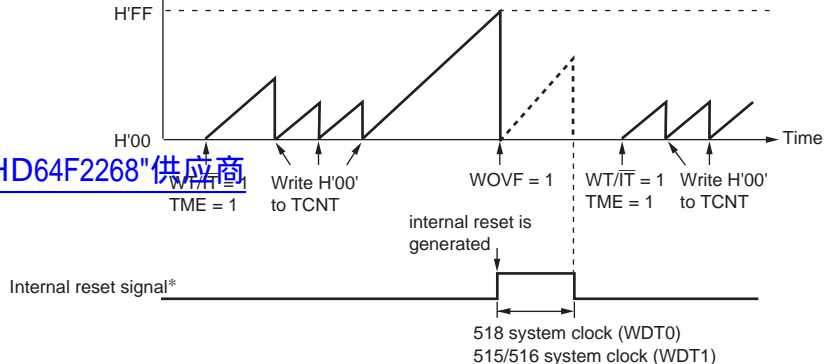 H'FF
H'00
Time
HD64F2268"供应商
WT/IT = 1
TME = 1
Write H'00'
to TCNT
WOVF = 1
WT/IT = 1
TME = 1
Write H'00'
to TCNT
internal reset is
generated
Internal reset signal*
518 system clock (WDT0)
515/516 system clock (WDT1)